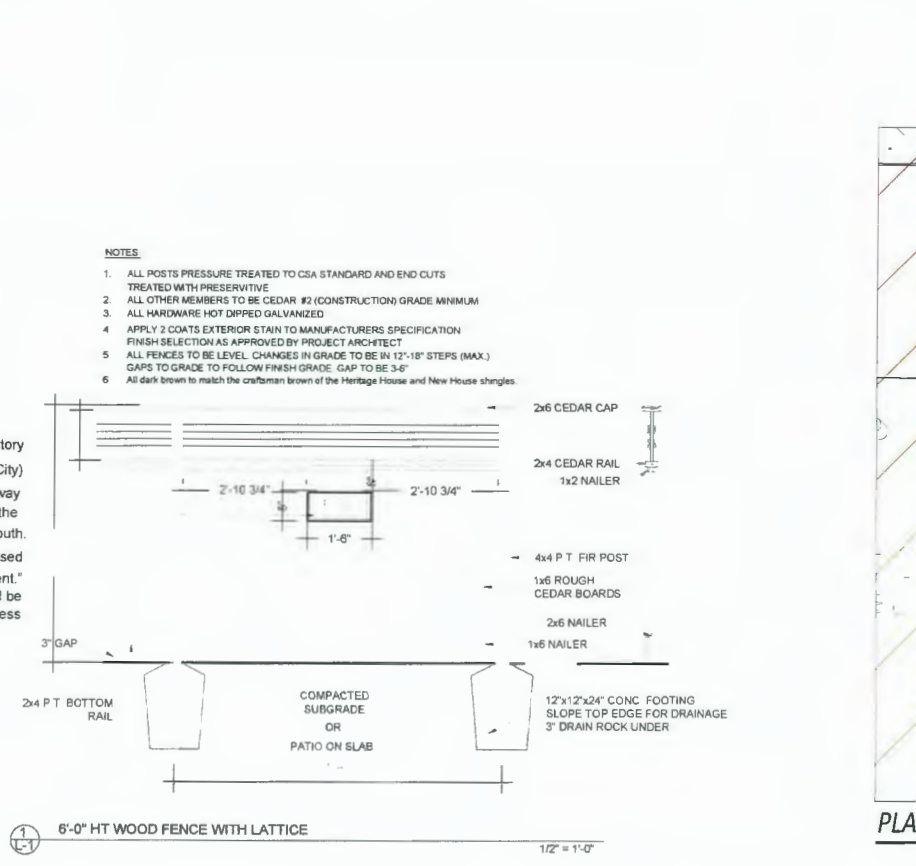 NOTES
1. ALL POSTS PRESSURE TREATED TO CSA STANDARD AND END CUTS
TREATED WITH PRESERVITIVE
2. ALL OTHER MEMBERS TO BE CEDAR #2 (CONSTRUCTION) GRADE MINIMUM
3. ALL HARDWARE HOT DIPPED GALVANIZED
4 APPLY 2 COATS EXTERIOR STAIN TO MANUFACTURERS SPECIFICATION
FINISH SELECTION AS APPROVED BY PROJECT ARCHITECT
5 ALL FENCES TO BE LEVEL. CHANGES IN GRADE TO BE IN 12"-18" STEPS (MAX.)
GAPS TO GRADE TO FOLLOW FINISH GRADE GAP TO BE 3-6"
6 All dark brown to match the craftsman brown of the Heritage House and New House shingles.
tory
City)
way
the
outh.
sed
ent."
be
ess
2x6 CEDAR CAP
2x4 CEDAR RAIL
1x2 NAILER
2'-10 3/4"
2'-10 3/4"
1'-6"
4x4 P T FIR POST
1x6 ROUGH
CEDAR BOARDS
2x6 NAILER
1x6 NAILER
3" GAP
2x4 P T BOTTOM
RAIL
COMPACTED
SUBGRADE
OR
PATIO ON SLAB
12"x12"x24" CONC FOOTING
SLOPE TOP EDGE FOR DRAINAGE
3" DRAIN ROCK UNDER
1
L-1
6'-0" HT WOOD FENCE WITH LATTICE
1/2" = 1'-0"
PLA